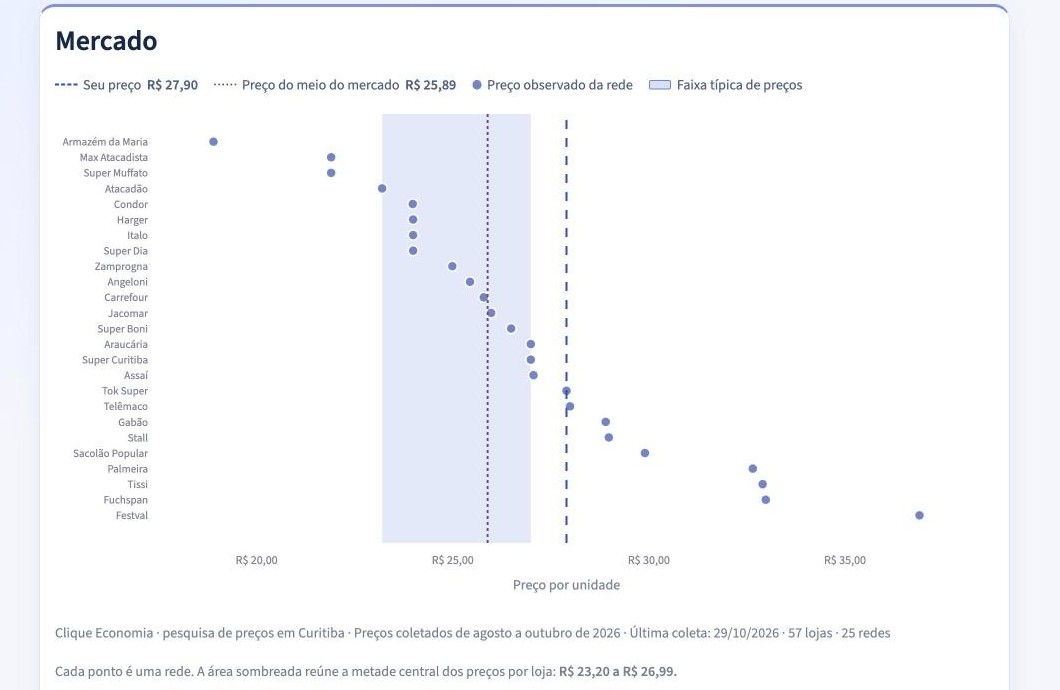 Mercado
Seu preço R$ 27,90 Preço do meio do mercado R$ 25,89 Preço observado da rede Faixa típica de preços
Armazém da Maria
Max Atacadista
Super Muffato
Atacadão
Condor
Harger
Italo
Super Dia
Zamprogna
Angeloni
Carrefour
Jacomar
Super Boni
Araucária
Super Curitiba
Assaí
Tok Super
Telêmaco
Gabão
Stall
Sacolão Popular
Palmeira
Tissi
Fuchspan
Festval
R$ 20,00 R$ 25,00 R$ 30,00 R$ 35,00
Preço por unidade
Clique Economia · pesquisa de preços em Curitiba · Preços coletados de agosto a outubro de 2026 · Última coleta: 29/10/2026 · 57 lojas · 25 redes
Cada ponto é uma rede. A área sombreada reúne a metade central dos preços por loja: R$ 23,20 a R$ 26,99.